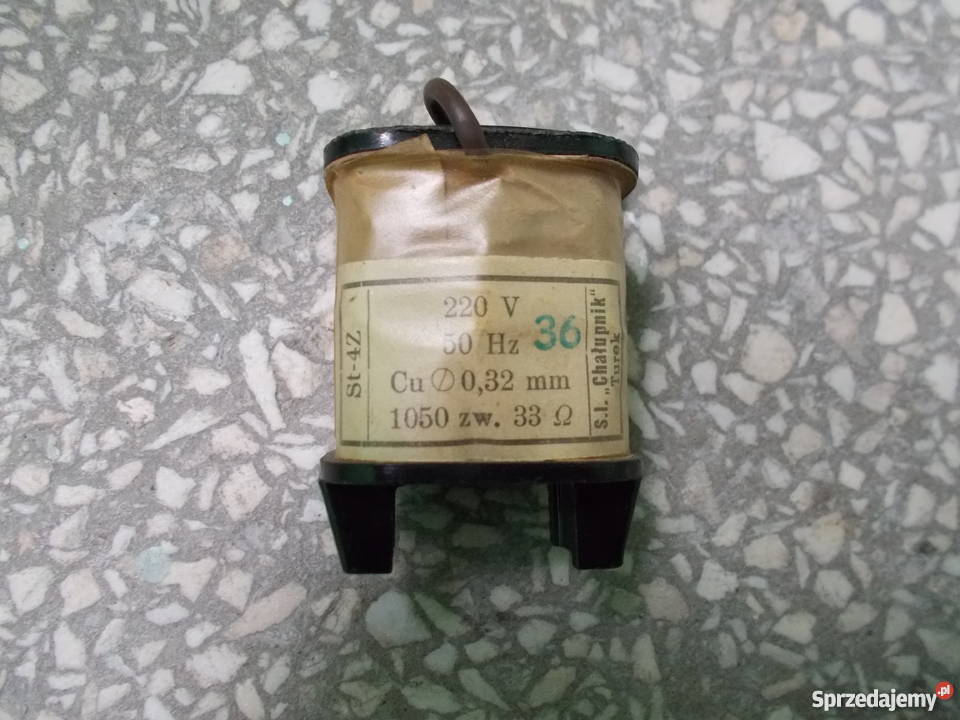 St-4Z
220 V
50 Hz
36
Cu ∅ 0,32 mm
1050 zw. 33 Ω
s.I. „Chałupnik"
Turek
Sprzedajemy.pl